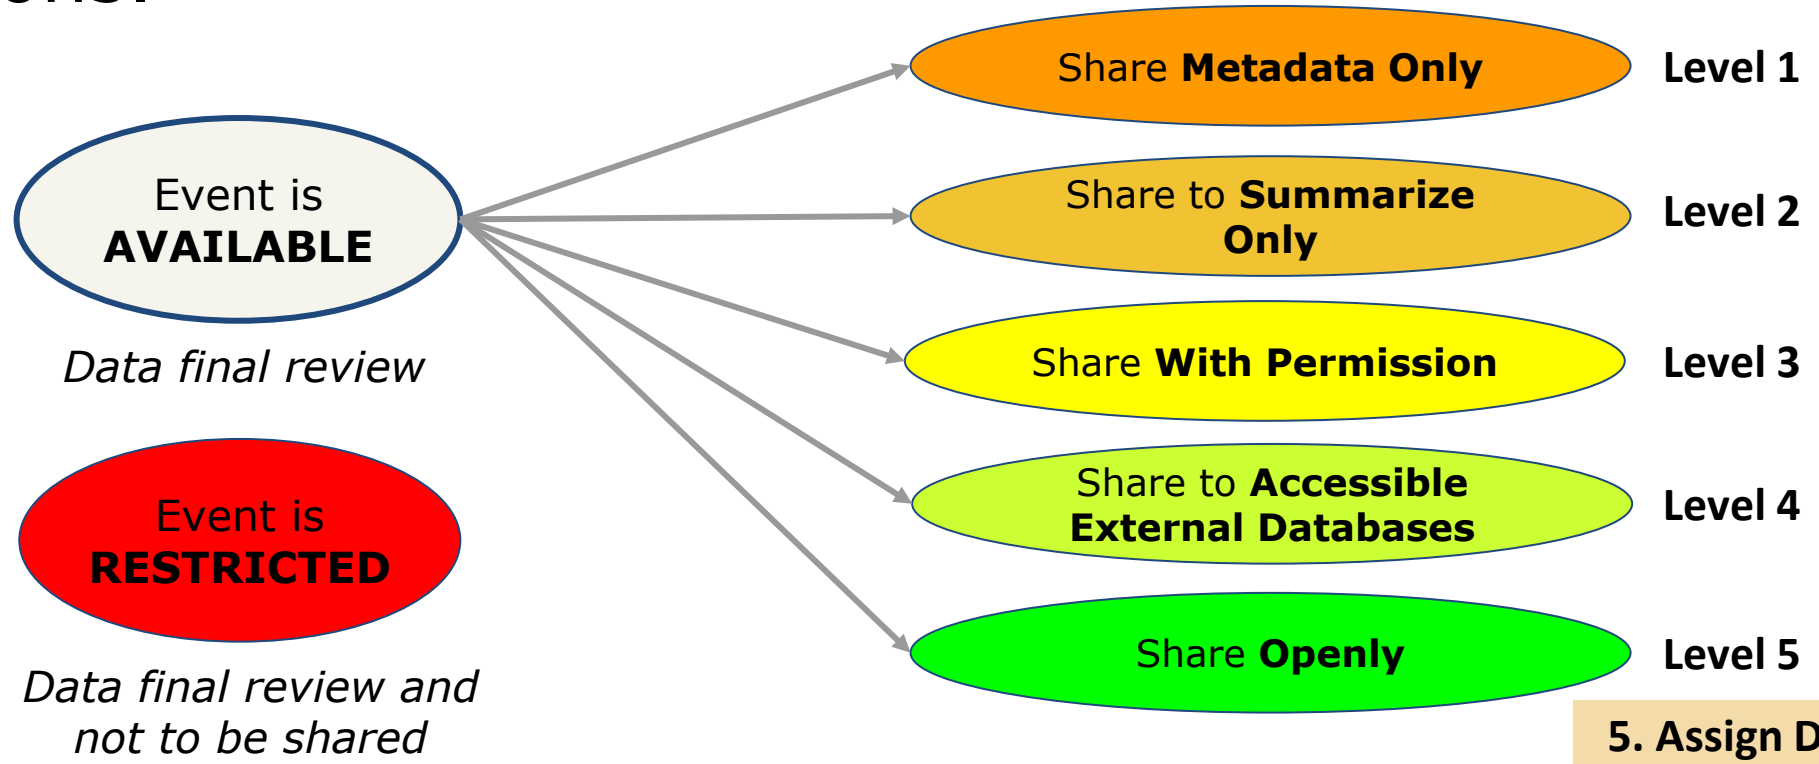 Share Metadata Only
Level 1
Event is
AVAILABLE
Share to Summarize
Only
Level 2
Data final review
Share With Permission
Level 3
Event is
RESTRICTED
Share to Accessible
External Databases
Level 4
Share Openly
Level 5
Data final review and
not to be shared
5. Assign D